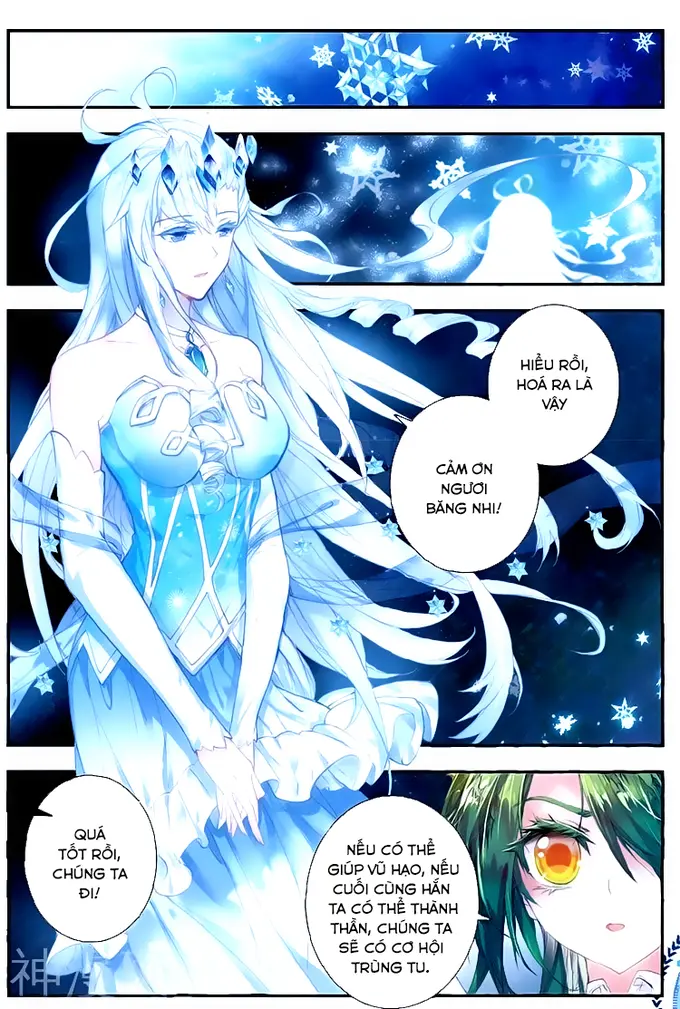 HIỂU RỒI,
HOÁ RA LÀ
VẬY
CẢM ƠN
NGƯƠI
BĂNG NHI!
QUÁ
TỐT RỒI,
CHÚNG TA
ĐI!
NẾU CÓ THỂ
GIÚP VŨ HẠO, NẾU
CUỐI CÙNG HẮN
TA CÓ THỂ THÀNH
THẦN, CHÚNG TA
SẼ CÓ CƠ HỘI
TRÙNG TU.
神